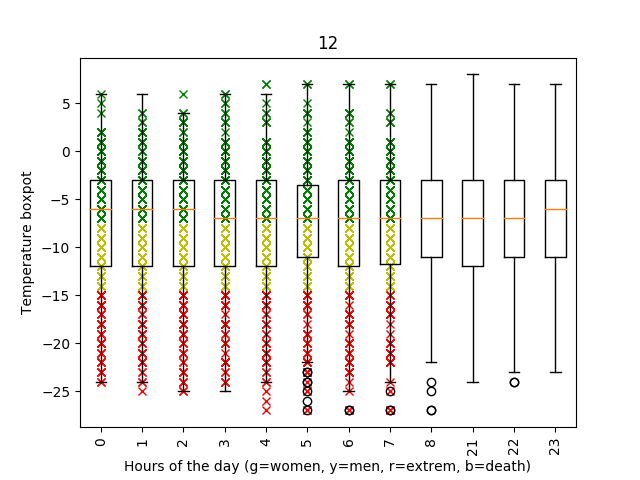 12
Temperature boxpot
5
0
−5
−10
−15
−20
−25
0 1 2 3 4 5 6 7 8 21 22 23
Hours of the day (g=women, y=men, r=extrem, b=death)